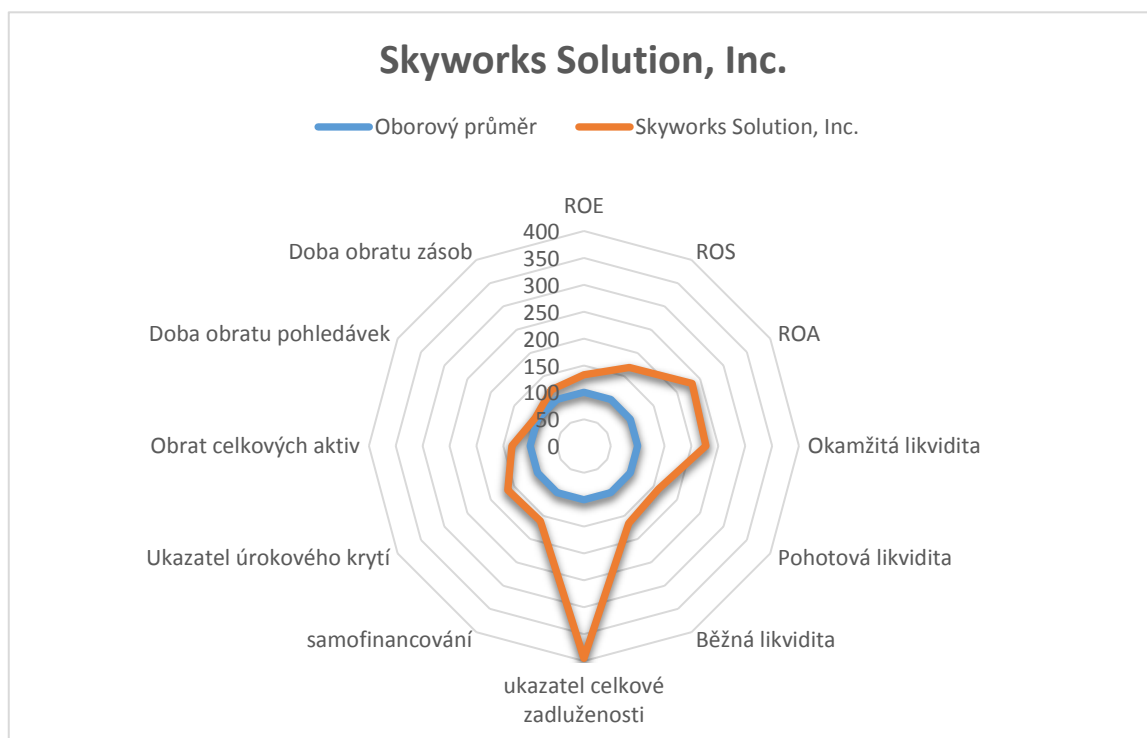 Skyworks Solution, Inc.
Oborový průměr
Skyworks Solution, Inc.
ROE
ROS
ROA
Okamžitá likvidita
Pohotová likvidita
Běžná likvidita
ukazatel celkové
zadluženosti
samofinancování
Ukazatel úrokového krytí
Obrat celkových aktiv
Doba obratu pohledávek
Doba obratu zásob
400
350
300
250
200
150
100
50
0